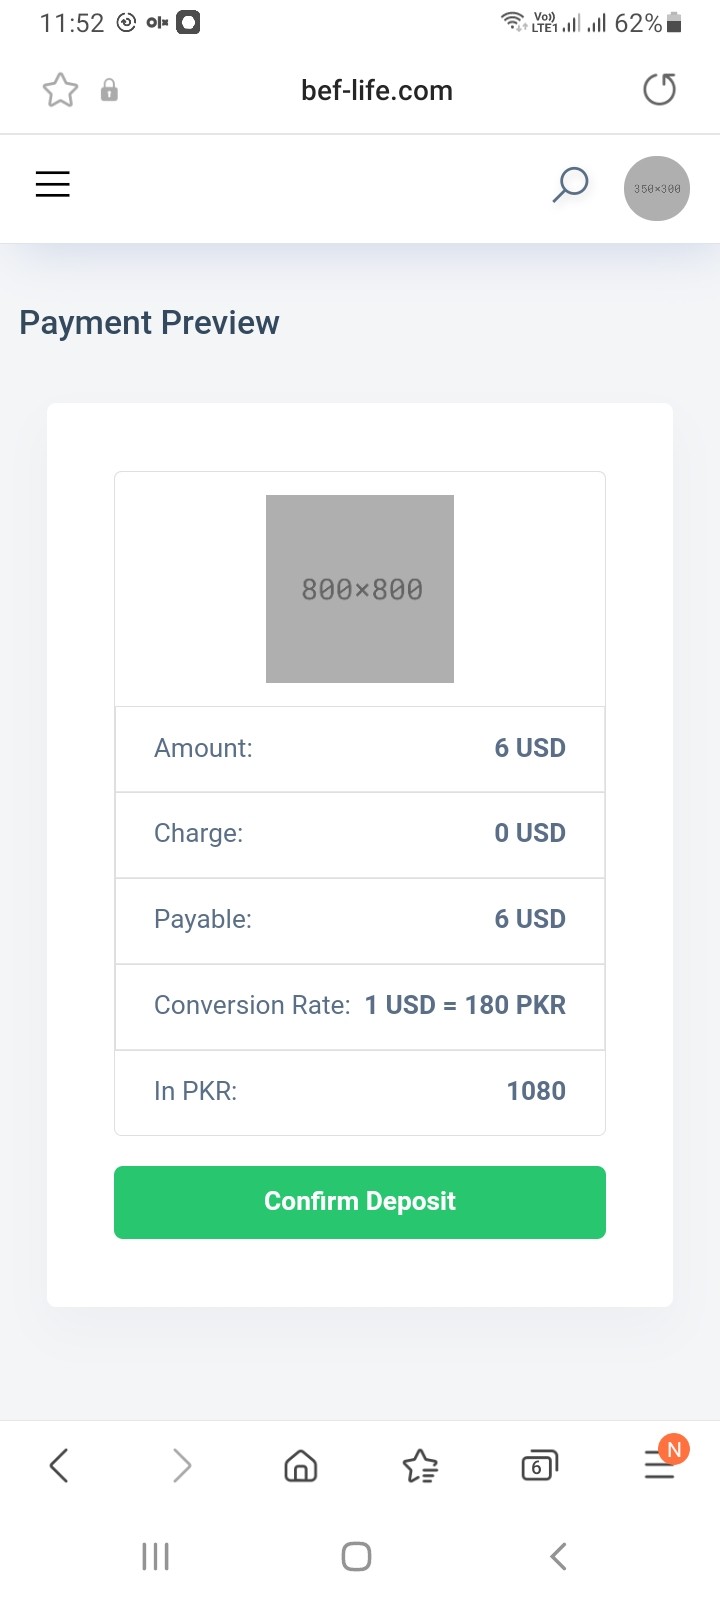 11:52 olx Vo)) LTE1 62%
bef-life.com
350×300
Payment Preview
800×800
Amount: 6 USD
Charge: 0 USD
Payable: 6 USD
Conversion Rate: 1 USD = 180 PKR
In PKR: 1080
Confirm Deposit
6 N